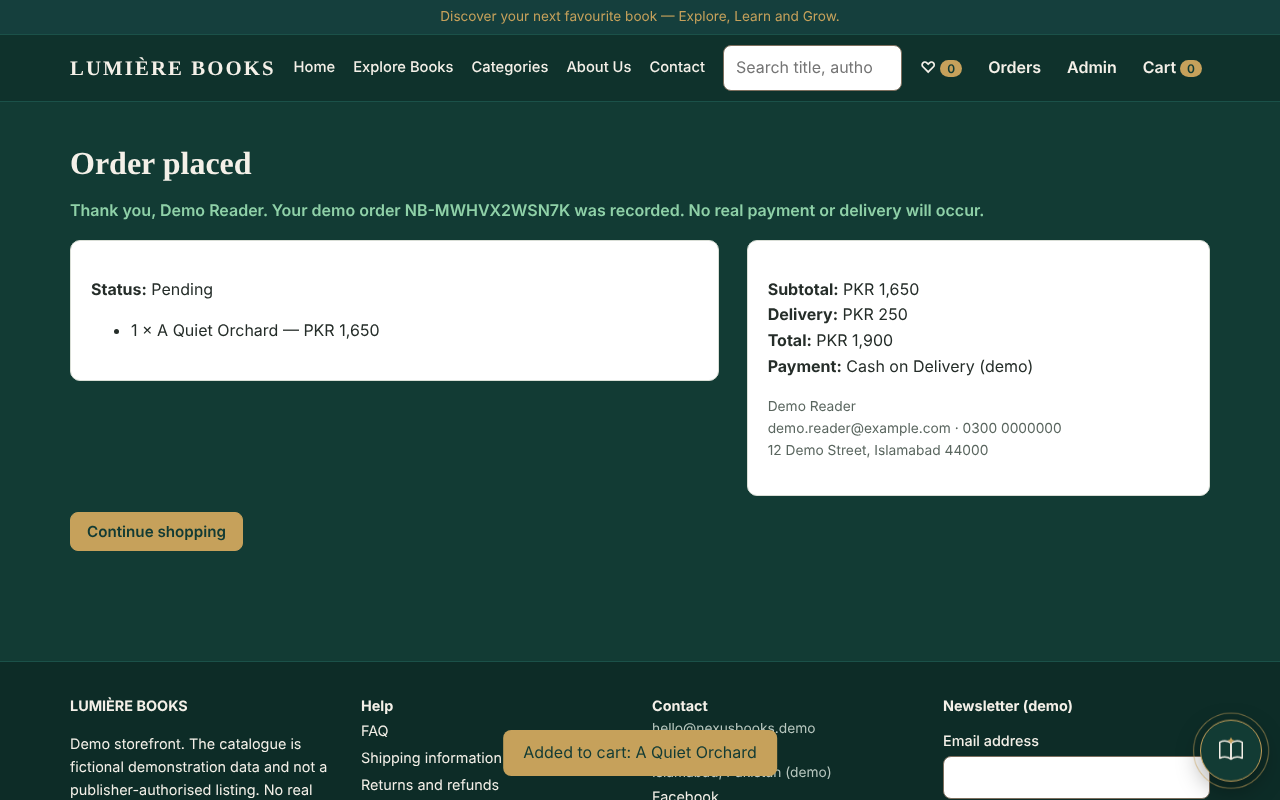 Discover your next favourite book — Explore, Learn and Grow.
LUMIÈRE BOOKS Home Explore Books Categories About Us Contact Search title, autho ♡ 0 Orders Admin Cart 0
Order placed
Thank you, Demo Reader. Your demo order NB-MWHVX2WSN7K was recorded. No real payment or delivery will occur.
Status: Pending
• 1 × A Quiet Orchard — PKR 1,650
Subtotal: PKR 1,650
Delivery: PKR 250
Total: PKR 1,900
Payment: Cash on Delivery (demo)
Demo Reader
demo.reader@example.com · 0300 0000000
12 Demo Street, Islamabad 44000
Continue shopping
LUMIÈRE BOOKS
Demo storefront. The catalogue is
fictional demonstration data and not a
publisher-authorised listing. No real
Help
FAQ
Shipping information
Returns and refunds
Contact
hello@nexusbooks.demo
(demo)
Facebook
Added to cart: A Quiet Orchard
Newsletter (demo)
Email address